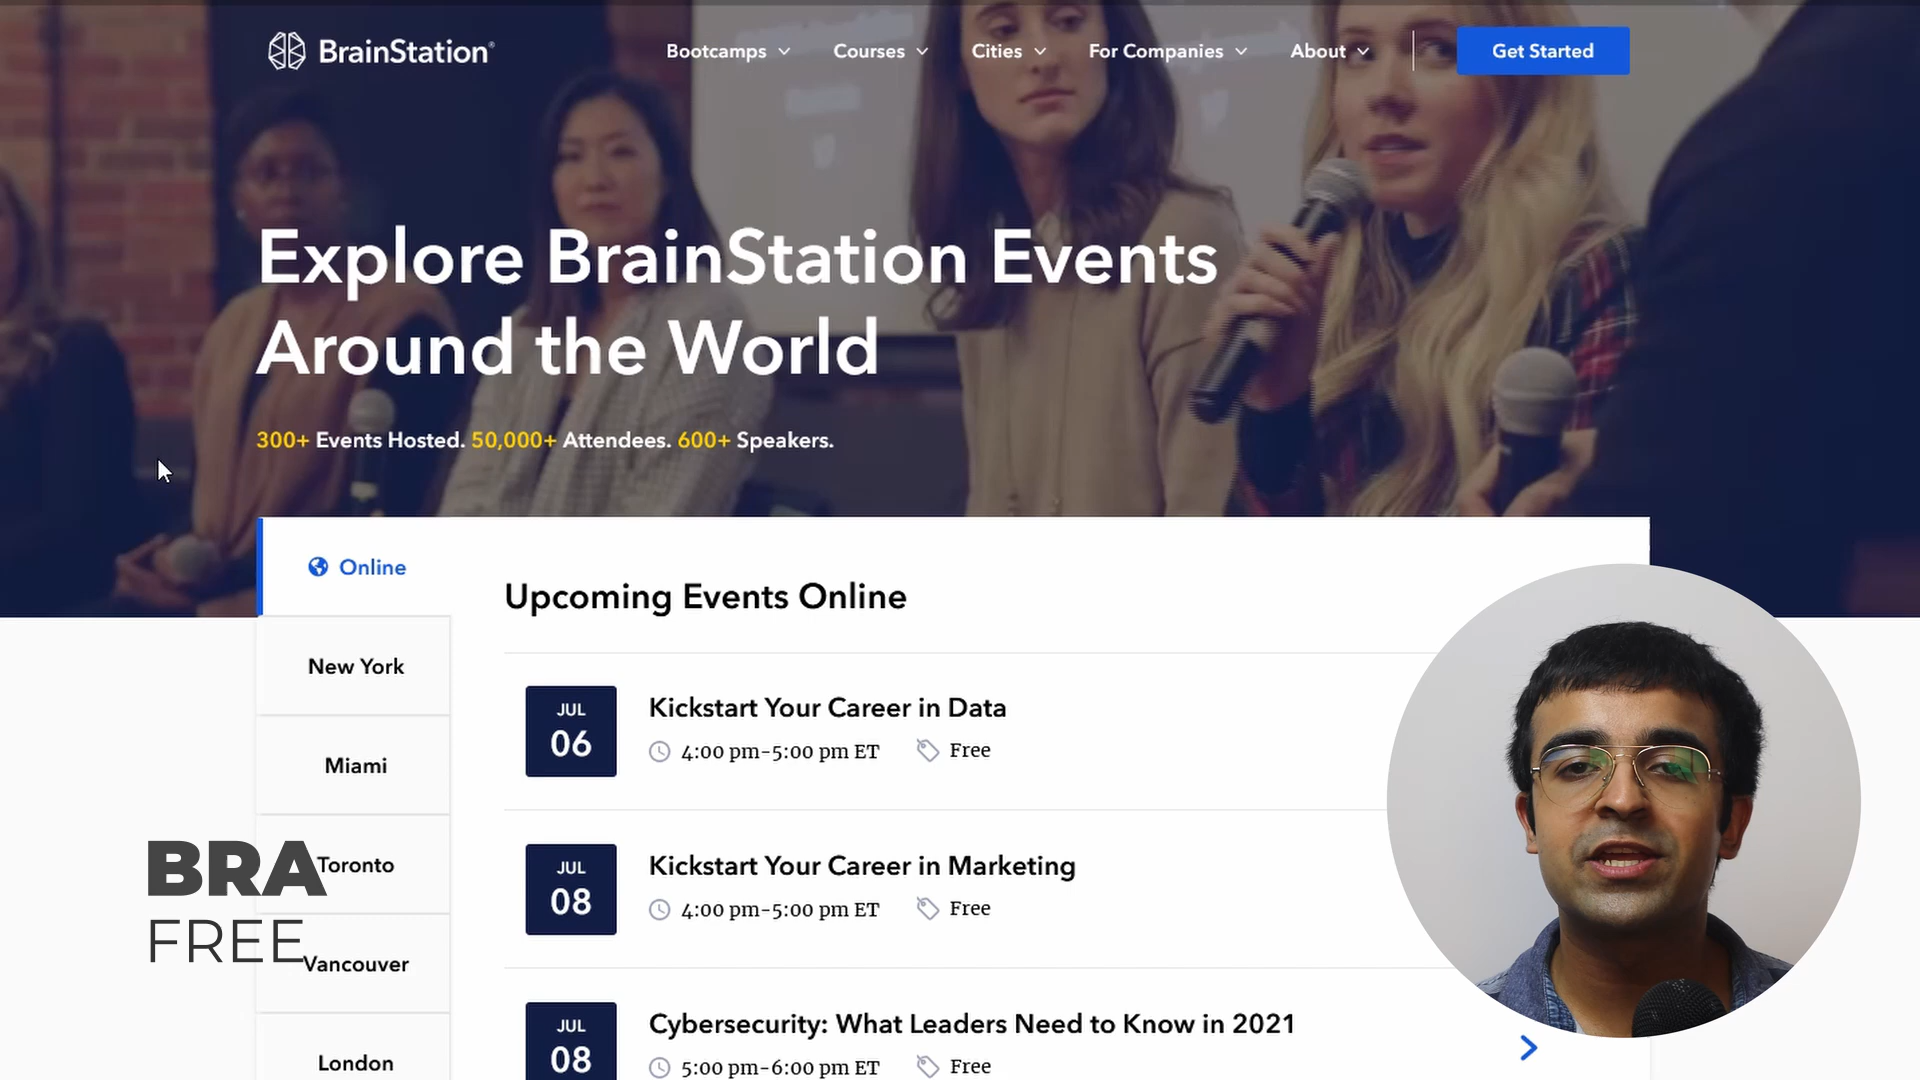 BrainStation®
Bootcamps
Courses
Cities
For Companies
About
Get Started
Explore BrainStation Events
Around the World
300+ Events Hosted. 50,000+ Attendees. 600+ Speakers.
Online
New York
Miami
Toronto
Vancouver
London
Upcoming Events Online
JUL
06
Kickstart Your Career in Data
4:00 pm-5:00 pm ET
Free
JUL
08
Kickstart Your Career in Marketing
4:00 pm-5:00 pm ET
Free
JUL
08
Cybersecurity: What Leaders Need to Know in 2021
5:00 pm-6:00 pm ET
Free
BRA
FREE